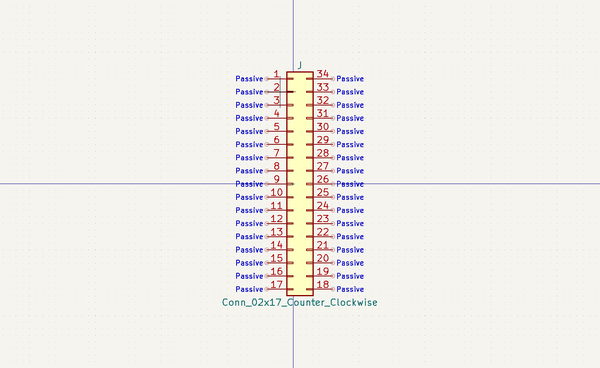 J
Passive 1 34 Passive
Passive 2 33 Passive
Passive 3 32 Passive
Passive 4 31 Passive
Passive 5 30 Passive
Passive 6 29 Passive
Passive 7 28 Passive
Passive 8 27 Passive
Passive 9 26 Passive
Passive 10 25 Passive
Passive 11 24 Passive
Passive 12 23 Passive
Passive 13 22 Passive
Passive 14 21 Passive
Passive 15 20 Passive
Passive 16 19 Passive
Passive 17 18 Passive
Conn_02x17_Counter_Clockwise